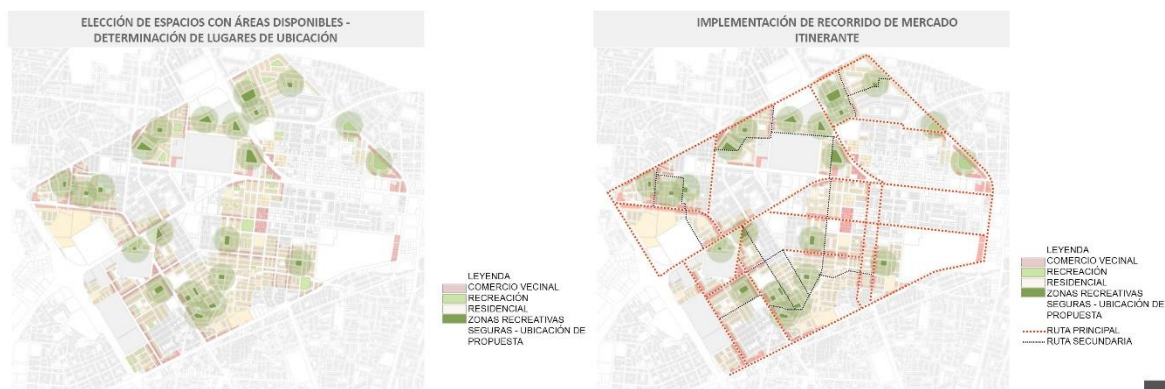 ELECCIÓN DE ESPACIOS CON ÁREAS DISPONIBLES -
DETERMINACIÓN DE LUGARES DE UBICACIÓN
LEYENDA
COMERCIO VECINAL
RECREACIÓN
RESIDENCIAL
ZONAS RECREATIVAS
SEGURAS - UBICACIÓN DE
PROPUESTA
IMPLEMENTACIÓN DE RECORRIDO DE MERCADO
ITINERANTE
LEYENDA
COMERCIO VECINAL
RECREACIÓN
RESIDENCIAL
ZONAS RECREATIVAS
SEGURAS - UBICACIÓN DE
PROPUESTA
RUTA PRINCIPAL
RUTA SECUNDARIA